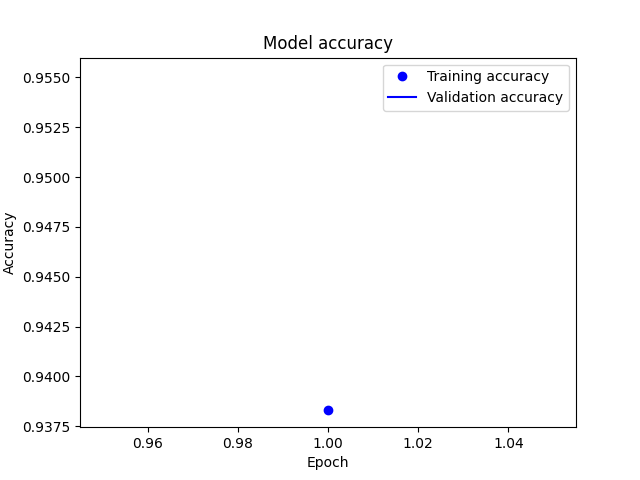 Model accuracy
Training accuracy
Validation accuracy
0.9550
0.9525
0.9500
0.9475
0.9450
0.9425
0.9400
0.9375
Accuracy
0.96 0.98 1.00 1.02 1.04
Epoch